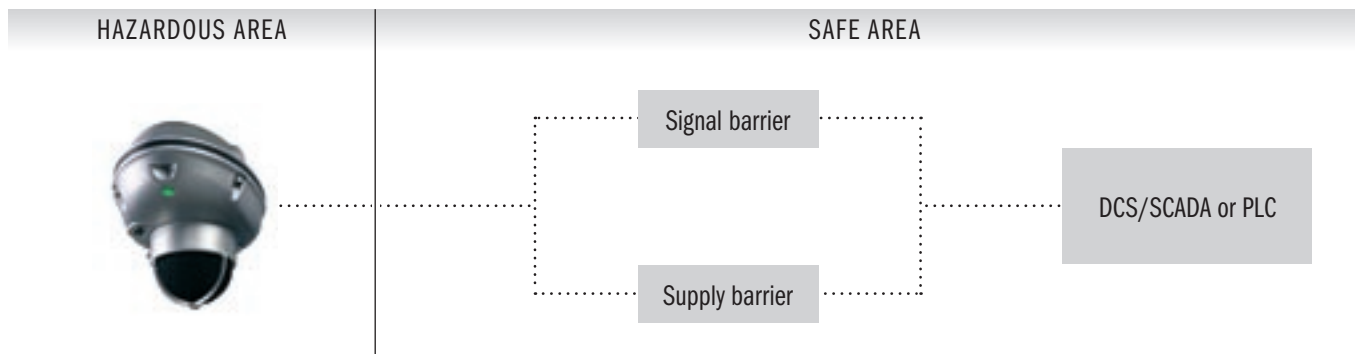 HAZARDOUS AREA
SAFE AREA
Signal barrier
DCS/SCADA or PLC
Supply barrier